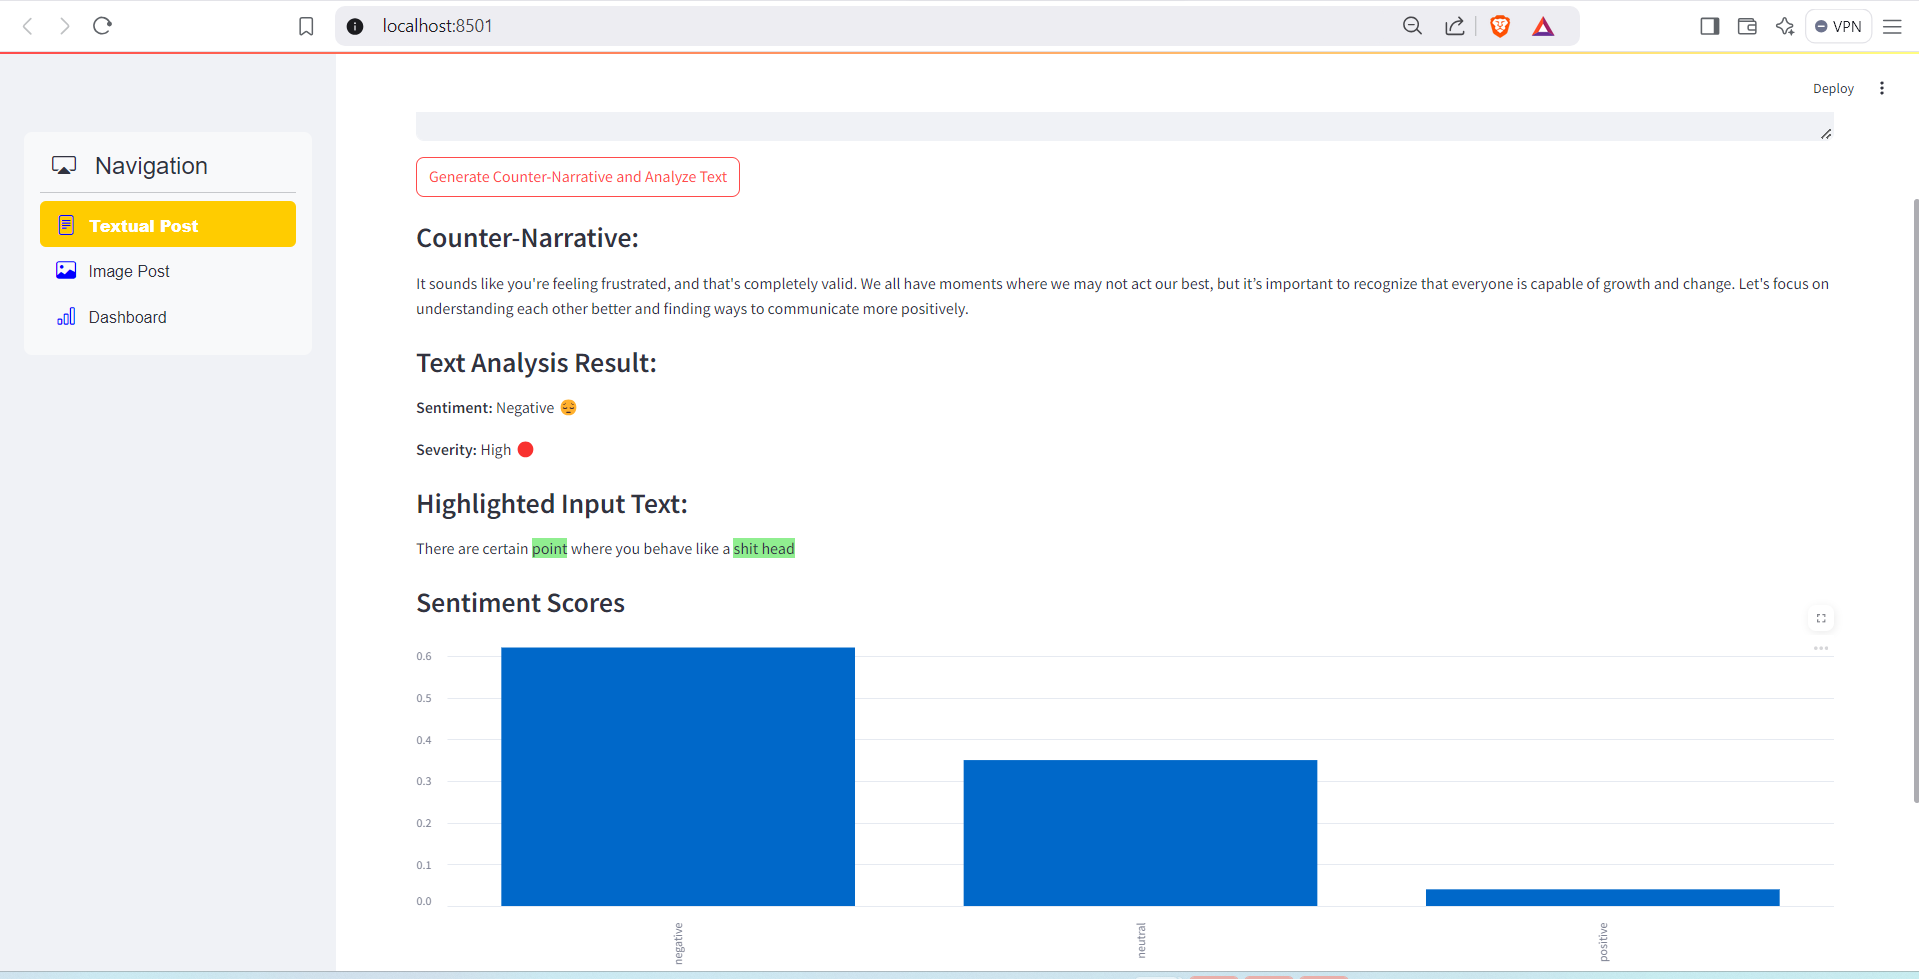 localhost:8501
VPN
Deploy
Navigation
Textual Post
Image Post
Dashboard
Generate Counter-Narrative and Analyze Text
Counter-Narrative:
It sounds like you're feeling frustrated, and that's completely valid. We all have moments where we may not act our best, but it’s important to recognize that everyone is capable of growth and change. Let's focus on
understanding each other better and finding ways to communicate more positively.
Text Analysis Result:
Sentiment: Negative 😔
Severity: High 🔴
Highlighted Input Text:
There are certain point where you behave like a shit head
Sentiment Scores
0.6
0.5
0.4
0.3
0.2
0.1
0.0
negative
neutral
positive